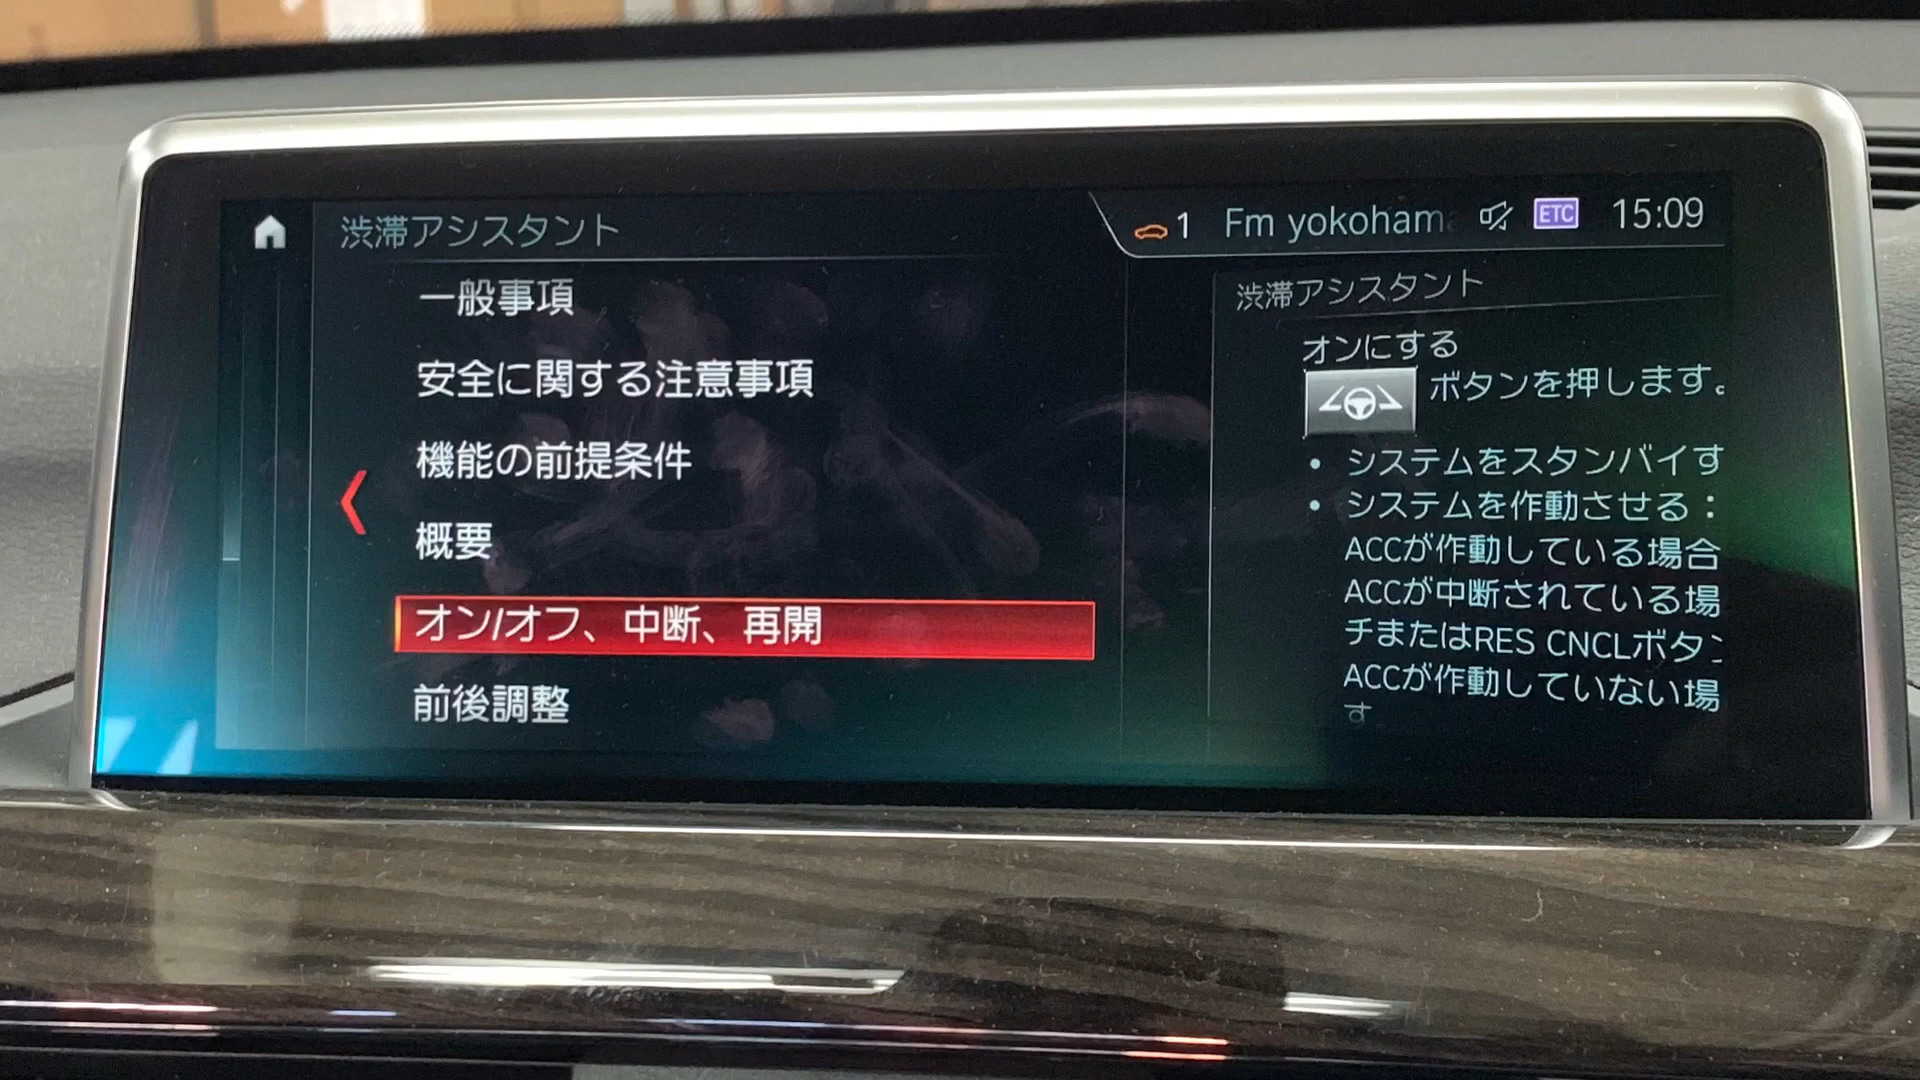 渋滞アシスタント
1 Fm yokoham ETC 15:09
一般事項
安全に関する注意事項
機能の前提条件
概要
オン/オフ、中断、再開
前後調整
渋滞アシスタント
オンにする
ボタンを押します。
• システムをスタンバイす
• システムを作動させる：
ACCが作動している場合
ACCが中断されている場
チまたはRES CNCLボタン
ACCが作動していない場
す